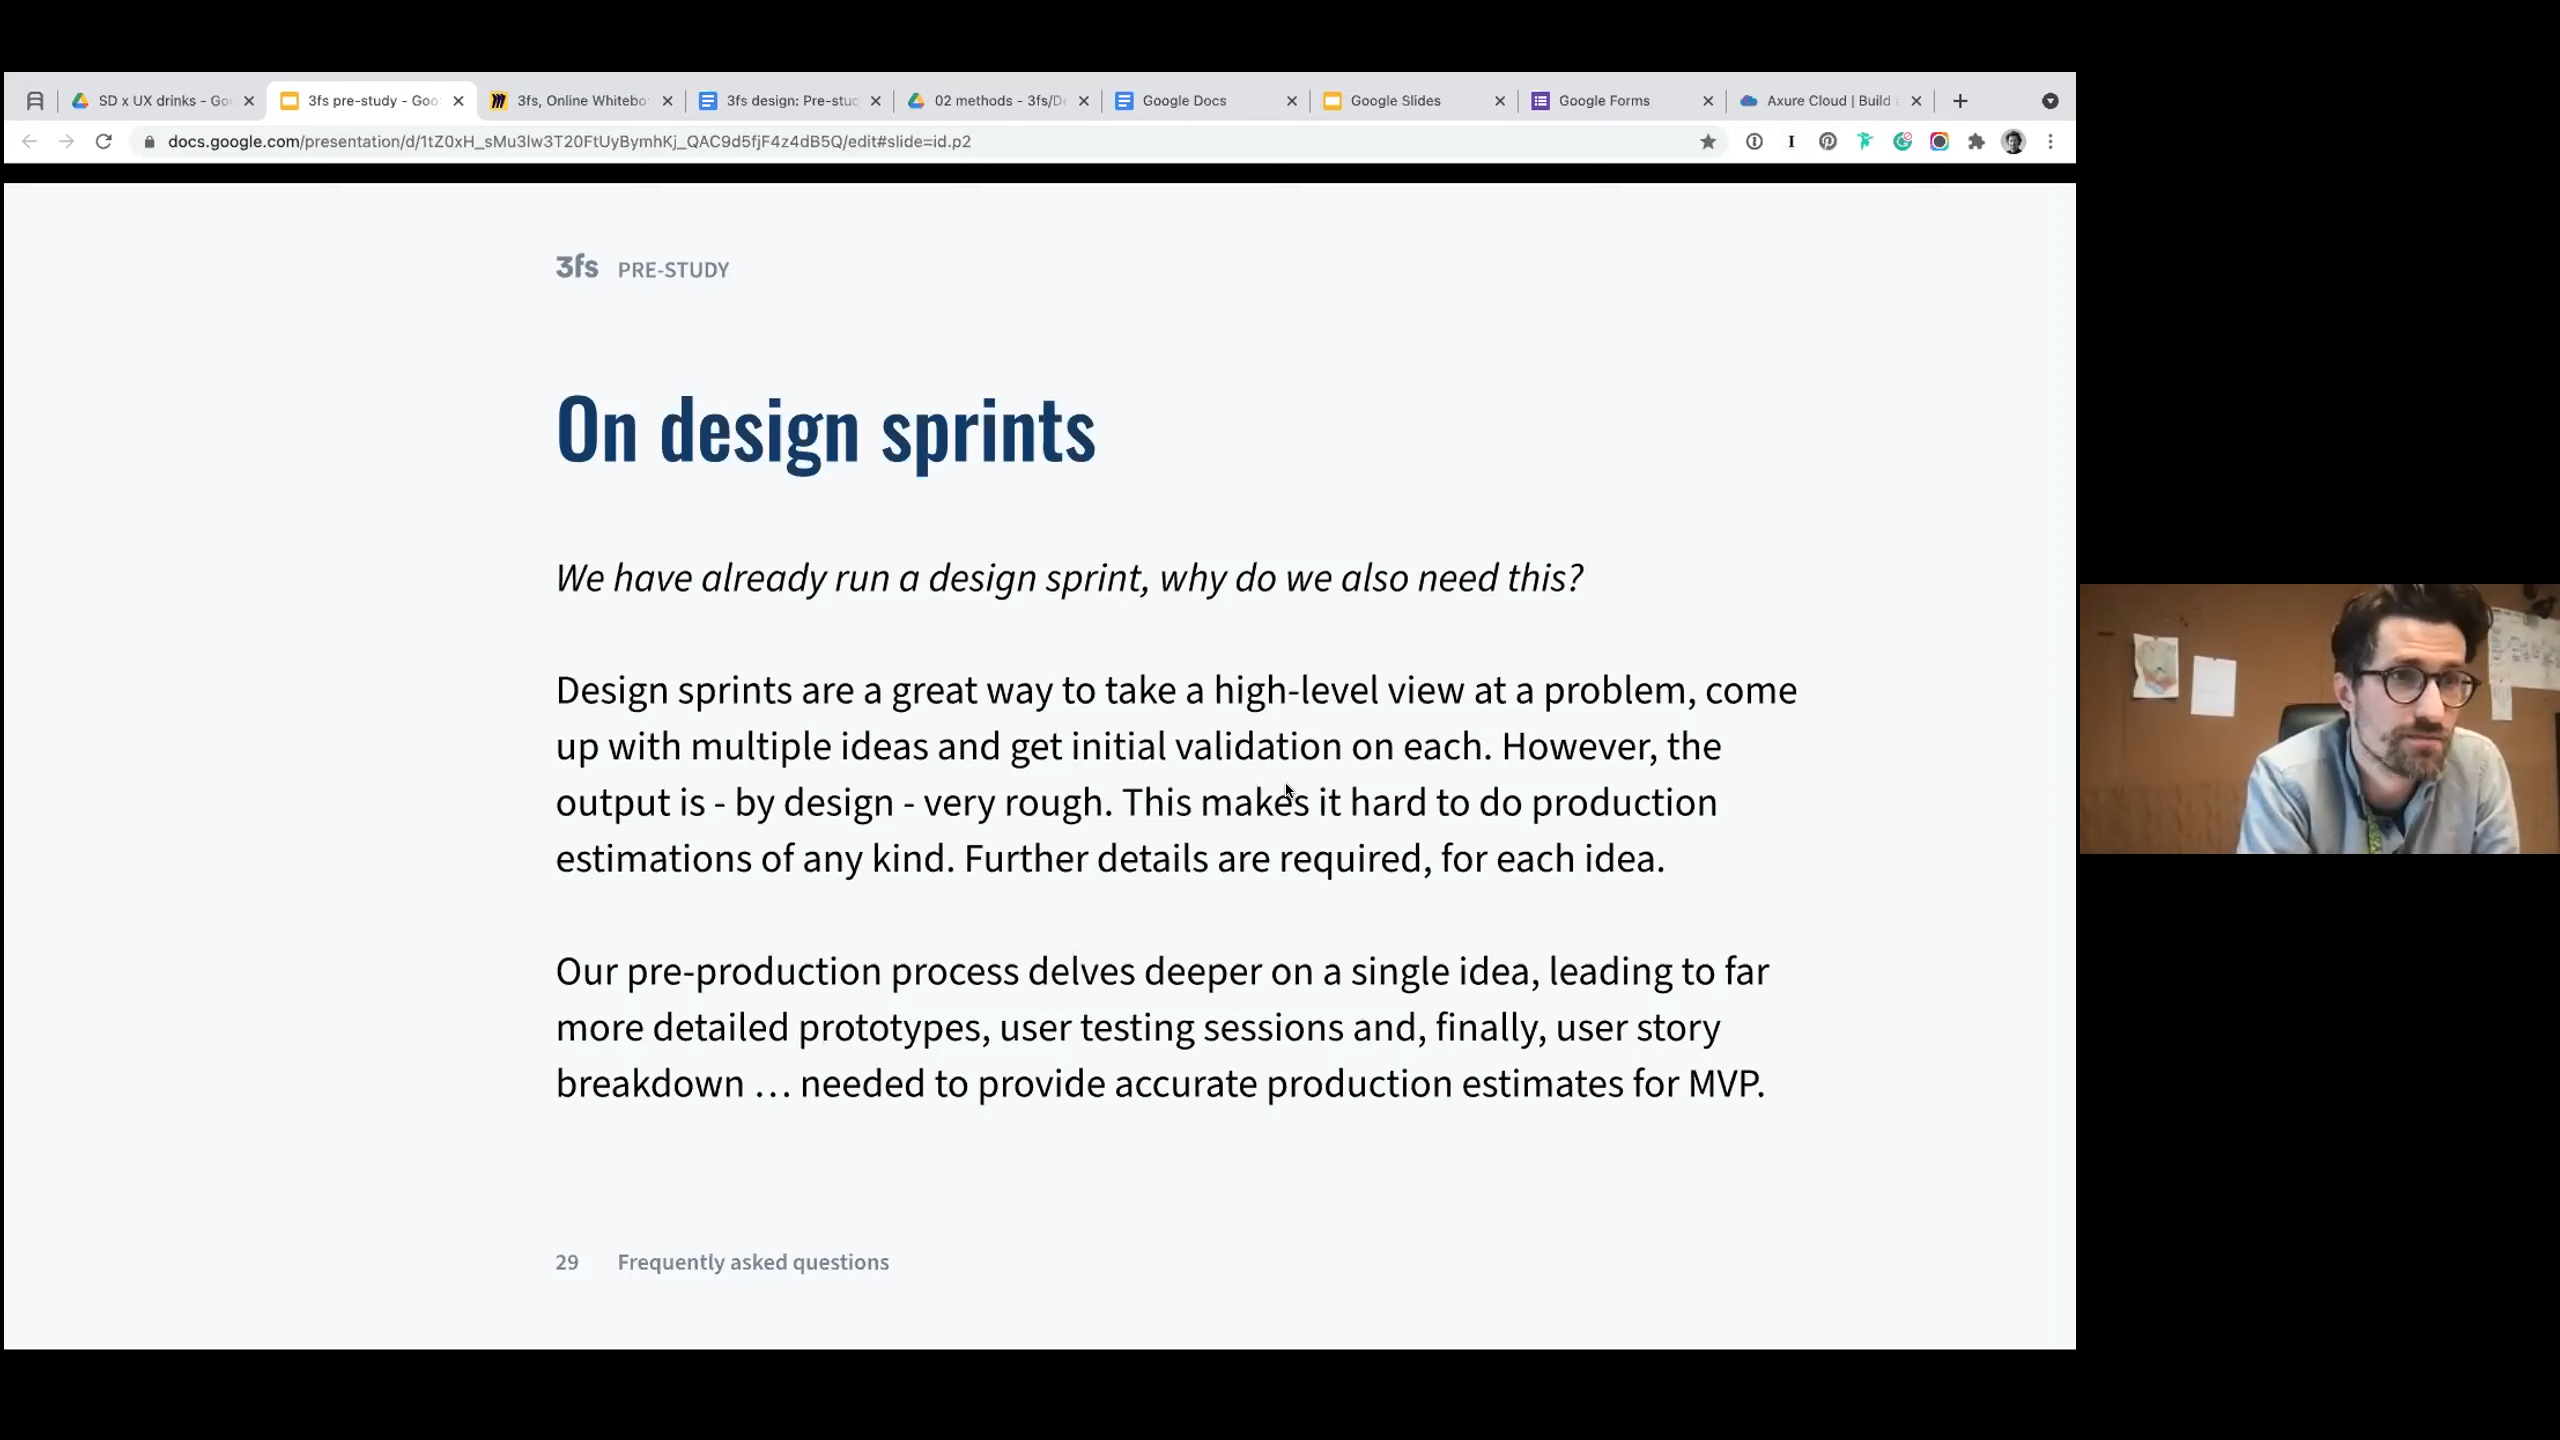 SD x UX drinks - Go
3fs pre-study - Goo
3fs, Online Whitebo
3fs design: Pre-stud
02 methods - 3fs/D
Google Docs
Google Slides
Google Forms
Axure Cloud | Build
docs.google.com/presentation/d/1tZ0xH_sMu3lw3T20FtUyBymhKj_QAC9d5fjF4z4dB5Q/edit#slide=id.p2
3fs PRE-STUDY
On design sprints
We have already run a design sprint, why do we also need this?
Design sprints are a great way to take a high-level view at a problem, come
up with multiple ideas and get initial validation on each. However, the
output is - by design - very rough. This makes it hard to do production
estimations of any kind. Further details are required, for each idea.
Our pre-production process delves deeper on a single idea, leading to far
more detailed prototypes, user testing sessions and, finally, user story
breakdown … needed to provide accurate production estimates for MVP.
29 Frequently asked questions